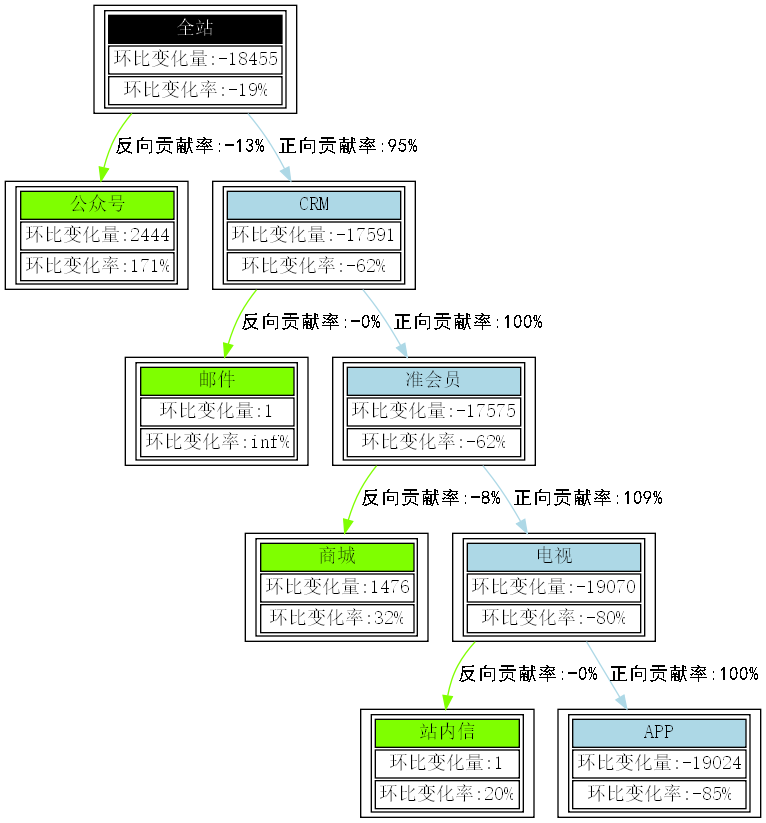 全站
环比变化量:-18455
环比变化率:-19%
反向贡献率:-13%
正向贡献率:95%
公众号
环比变化量:2444
环比变化率:171%
CRM
环比变化量:-17591
环比变化率:-62%
反向贡献率:-0%
正向贡献率:100%
邮件
环比变化量:1
环比变化率:inf%
准会员
环比变化量:-17575
环比变化率:-62%
反向贡献率:-8%
正向贡献率:109%
商城
环比变化量:1476
环比变化率:32%
电视
环比变化量:-19070
环比变化率:-80%
反向贡献率:-0%
正向贡献率:100%
站内信
环比变化量:1
环比变化率:20%
APP
环比变化量:-19024
环比变化率:-85%